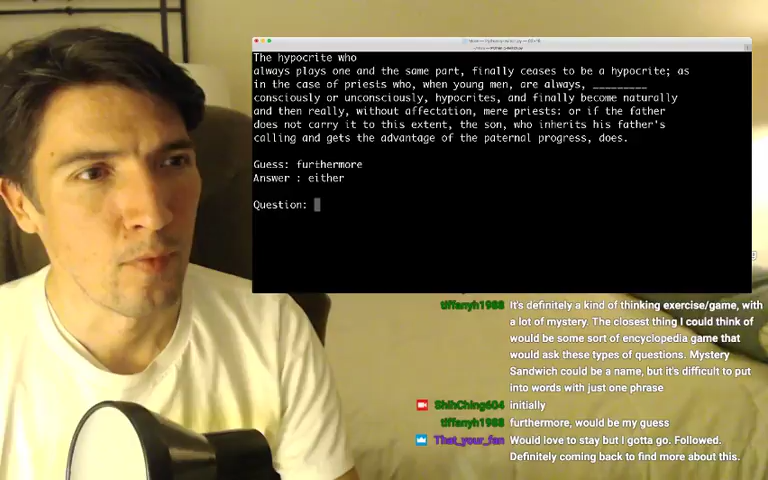 The hypocrite who
always plays one and the same part, finally ceases to be a hypocrite; as
in the case of priests who, when young men, are always, _________
consciously or unconsciously, hypocrites, and finally become naturally
and then really, without affectation, mere priests: or if the father
does not carry it to this extent, the son, who inherits his father's
calling and gets the advantage of the paternal progress, does.
Guess: furthermore
Answer : either
Question:
tiffanyh1988 It's definitely a kind of thinking exercise/game, with
a lot of mystery. The closest thing I could think of
would be some sort of encyclopedia game that
would ask these types of questions. Mystery
Sandwich could be a name, but it's difficult to put
into words with just one phrase
ShihChing604 initially
tiffanyh1988 furthermore, would be my guess
That_your_fan Would love to stay but I gotta go. Followed.
Definitely coming back to find more about this.